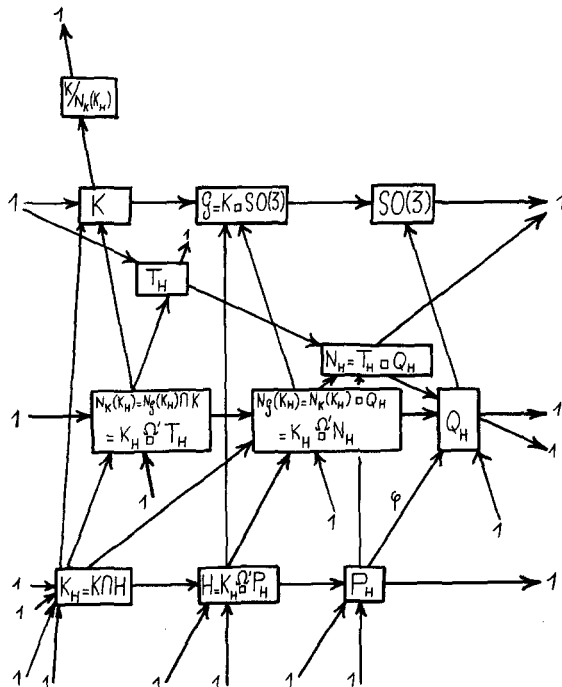 1
K/N_K(K_H)
1 K G=K□SO(3) SO(3) 1
1
T_H
N_H=T_H□Q_H
N_K(K_H)=N_G(K_H)∩K
=K_H □^Ω' T_H
N_G(K_H)=N_K(K_H)□Q_H
=K_H □^Ω' N_H
1 Q_H 1
1
1 1 φ 1
1 K_H=K∩H H=K_H □^Ω' P_H P_H 1
1
1 1 1 1 1 1